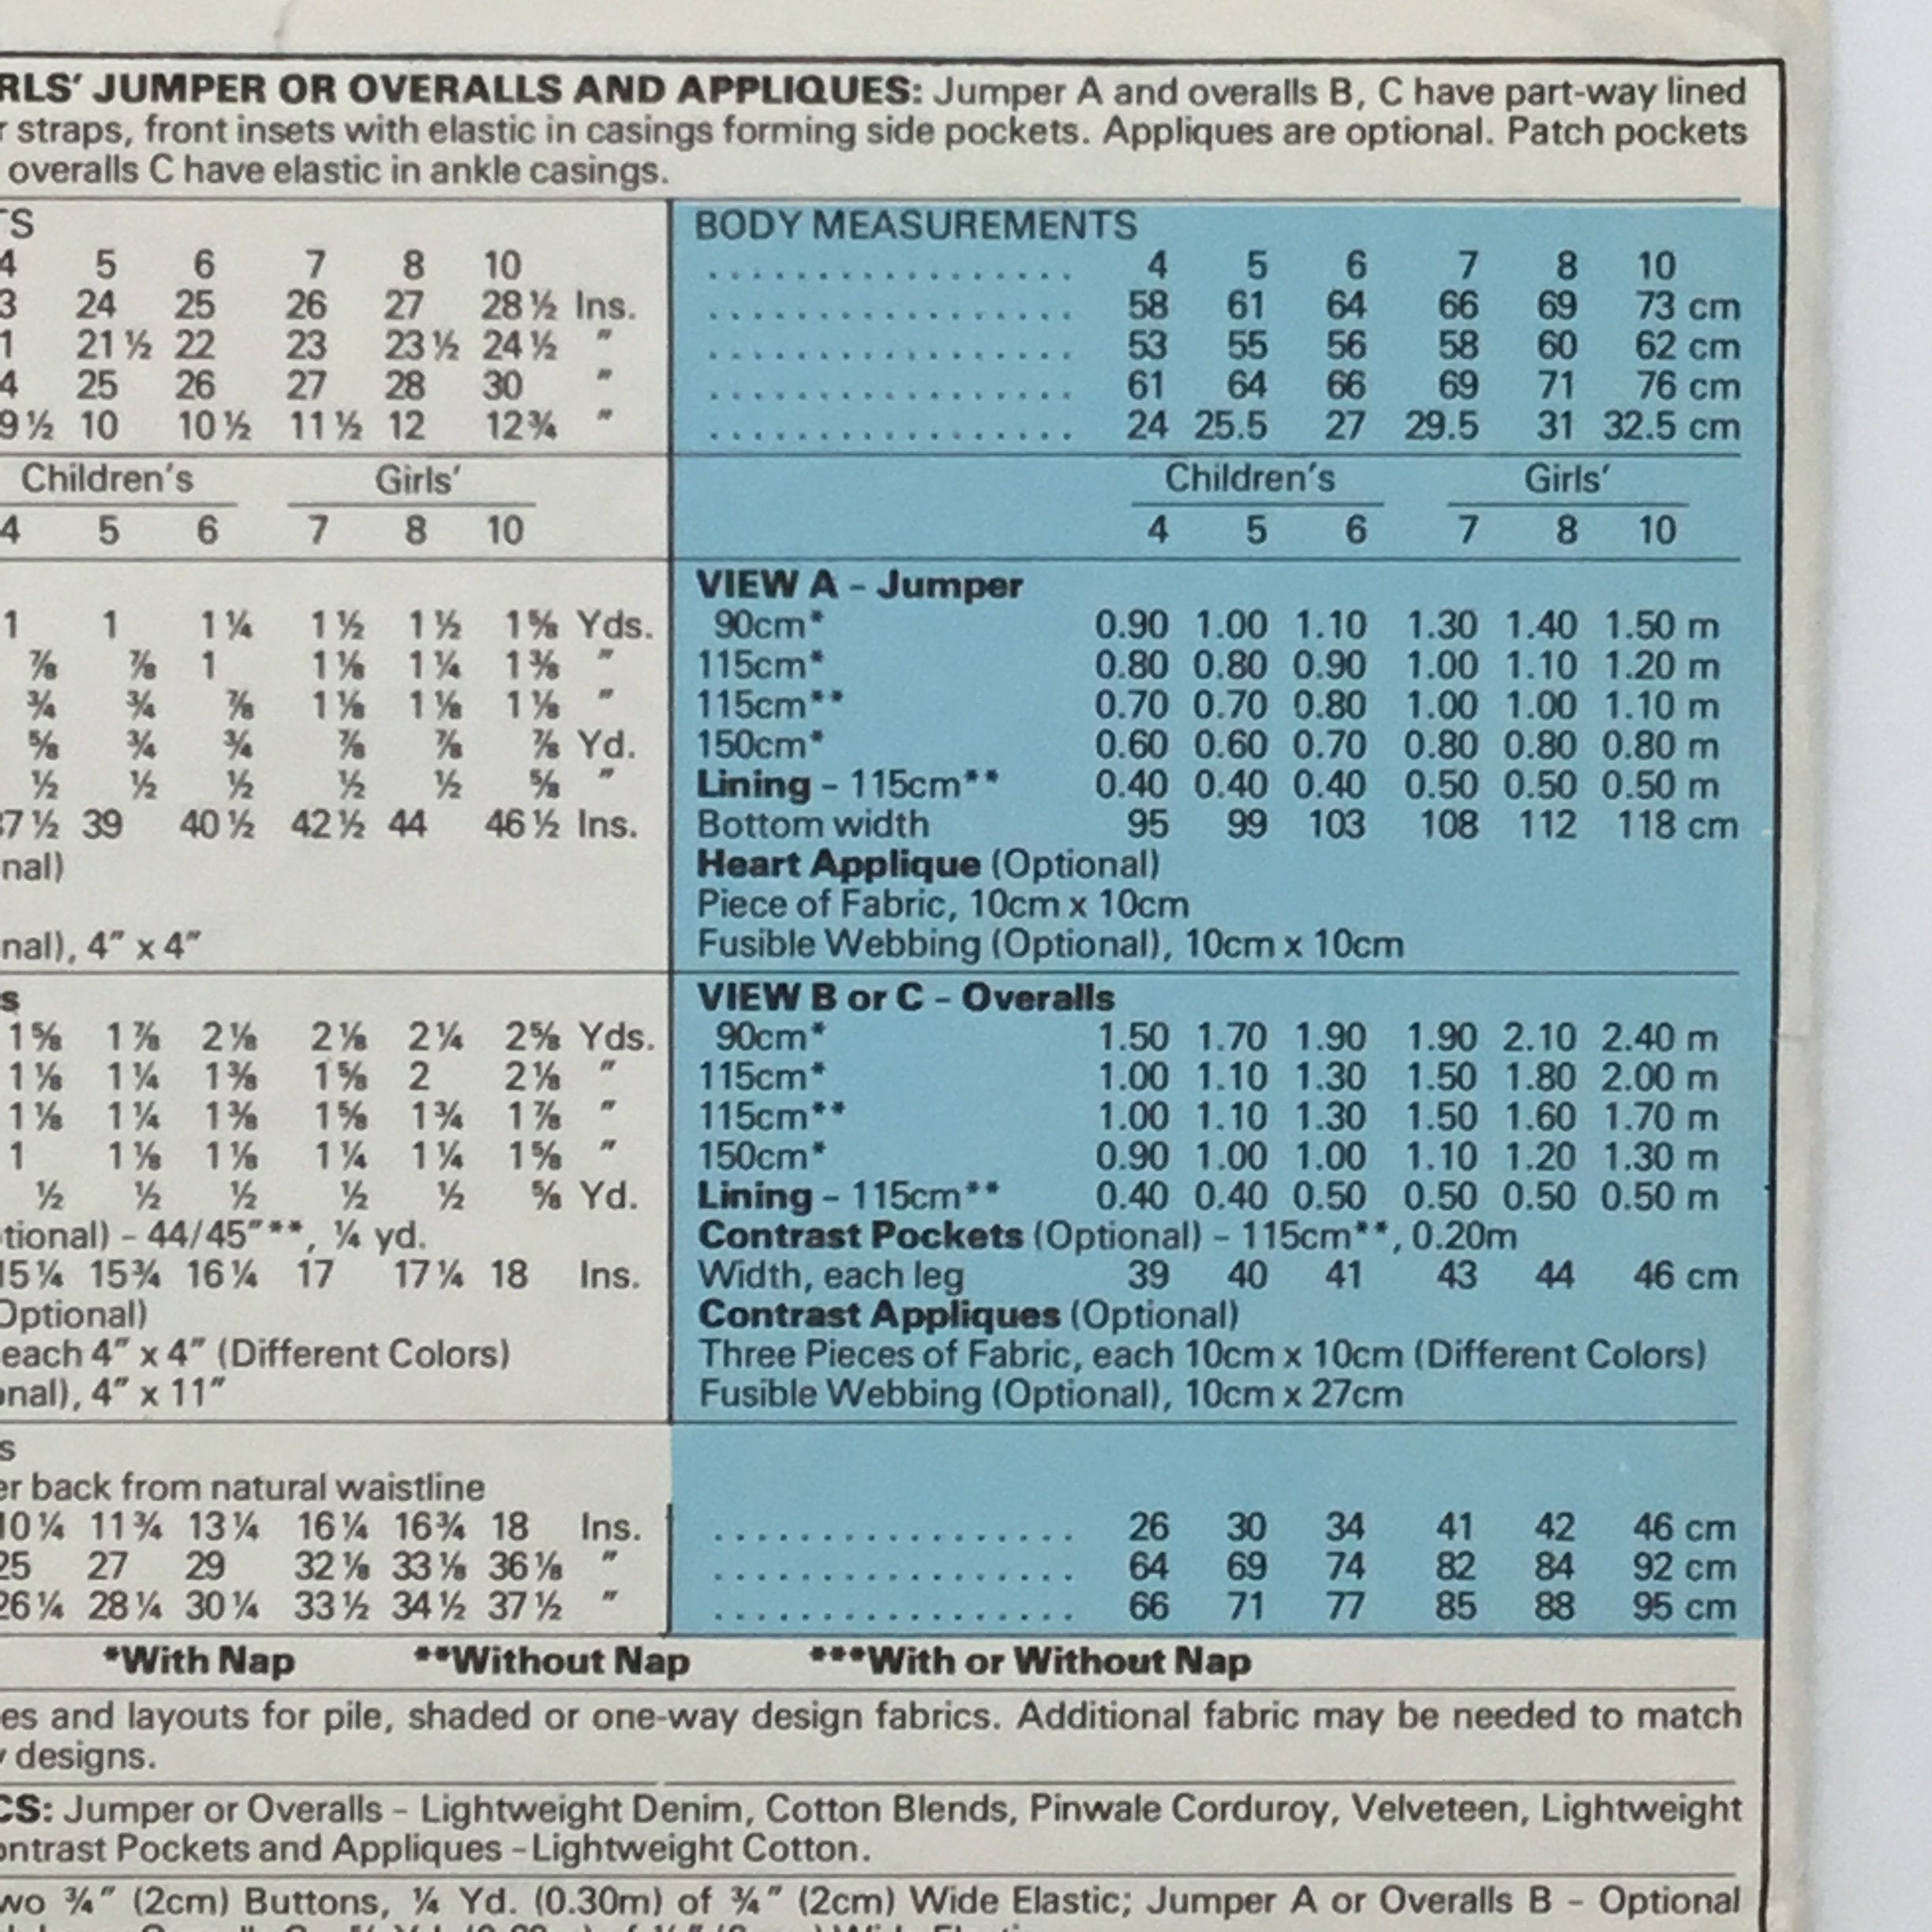 RLS' JUMPER OR OVERALLS AND APPLIQUES: Jumper A and overalls B, C have part-way lined
r straps, front insets with elastic in casings forming side pockets. Appliques are optional. Patch pockets
overalls C have elastic in ankle casings.
TS BODY MEASUREMENTS
4 5 6 7 8 10 ................. 4 5 6 7 8 10
3 24 25 26 27 28½ Ins. ................. 58 61 64 66 69 73 cm
1 21½ 22 23 23½ 24½ " ................. 53 55 56 58 60 62 cm
4 25 26 27 28 30 " ................. 61 64 66 69 71 76 cm
9½ 10 10½ 11½ 12 12¾ " ................. 24 25.5 27 29.5 31 32.5 cm
Children's Girls' Children's Girls'
4 5 6 7 8 10 4 5 6 7 8 10
VIEW A – Jumper
1 1 1¼ 1½ 1½ 1⅝ Yds. 90cm* 0.90 1.00 1.10 1.30 1.40 1.50 m
⅞ ⅞ 1 1⅛ 1¼ 1⅜ " 115cm* 0.80 0.80 0.90 1.00 1.10 1.20 m
¾ ¾ ⅞ 1⅛ 1⅛ 1⅛ " 115cm** 0.70 0.70 0.80 1.00 1.00 1.10 m
⅝ ¾ ¾ ⅞ ⅞ ⅞ Yd. 150cm* 0.60 0.60 0.70 0.80 0.80 0.80 m
½ ½ ½ ½ ½ ⅝ " Lining – 115cm** 0.40 0.40 0.40 0.50 0.50 0.50 m
37½ 39 40½ 42½ 44 46½ Ins. Bottom width 95 99 103 108 112 118 cm
nal) Heart Applique (Optional)
Piece of Fabric, 10cm x 10cm
nal), 4" x 4" Fusible Webbing (Optional), 10cm x 10cm
s VIEW B or C – Overalls
1⅝ 1⅞ 2⅛ 2⅛ 2¼ 2⅝ Yds. 90cm* 1.50 1.70 1.90 1.90 2.10 2.40 m
1⅛ 1¼ 1⅜ 1⅝ 2 2⅛ " 115cm* 1.00 1.10 1.30 1.50 1.80 2.00 m
1⅛ 1¼ 1⅜ 1⅝ 1¾ 1⅞ " 115cm** 1.00 1.10 1.30 1.50 1.60 1.70 m
1 1⅛ 1⅛ 1¼ 1¼ 1⅝ " 150cm* 0.90 1.00 1.00 1.10 1.20 1.30 m
½ ½ ½ ½ ½ ⅝ Yd. Lining – 115cm** 0.40 0.40 0.50 0.50 0.50 0.50 m
tional) – 44/45"**, ¼ yd. Contrast Pockets (Optional) – 115cm**, 0.20m
15¼ 15¾ 16¼ 17 17¼ 18 Ins. Width, each leg 39 40 41 43 44 46 cm
Optional) Contrast Appliques (Optional)
each 4" x 4" (Different Colors) Three Pieces of Fabric, each 10cm x 10cm (Different Colors)
onal), 4" x 11" Fusible Webbing (Optional), 10cm x 27cm
s
er back from natural waistline
10¼ 11¾ 13¼ 16¼ 16¾ 18 Ins. ................. 26 30 34 41 42 46 cm
25 27 29 32⅛ 33⅛ 36⅛ " ................. 64 69 74 82 84 92 cm
26¼ 28¼ 30¼ 33½ 34½ 37½ " ................. 66 71 77 85 88 95 cm
*With Nap **Without Nap ***With or Without Nap
es and layouts for pile, shaded or one-way design fabrics. Additional fabric may be needed to match
y designs.
CS: Jumper or Overalls – Lightweight Denim, Cotton Blends, Pinwale Corduroy, Velveteen, Lightweight
ontrast Pockets and Appliques – Lightweight Cotton.
wo ¾" (2cm) Buttons, ¼ Yd. (0.30m) of ¾" (2cm) Wide Elastic; Jumper A or Overalls B – Optional